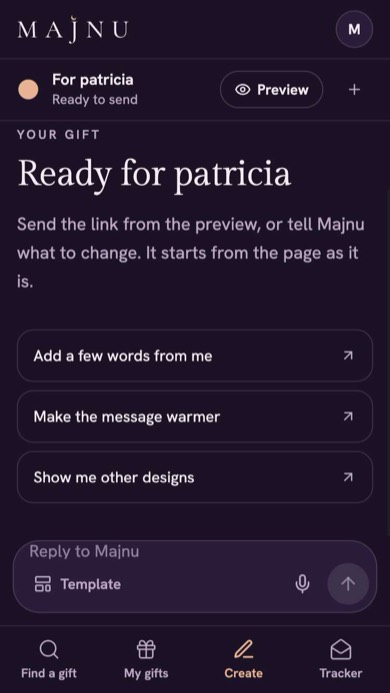 MAJNU
M
For patricia
Ready to send
Preview
YOUR GIFT
Ready for patricia
Send the link from the preview, or tell Majnu
what to change. It starts from the page as it
is.
Add a few words from me
Make the message warmer
Show me other designs
Reply to Majnu
Template
Find a gift
My gifts
Create
Tracker